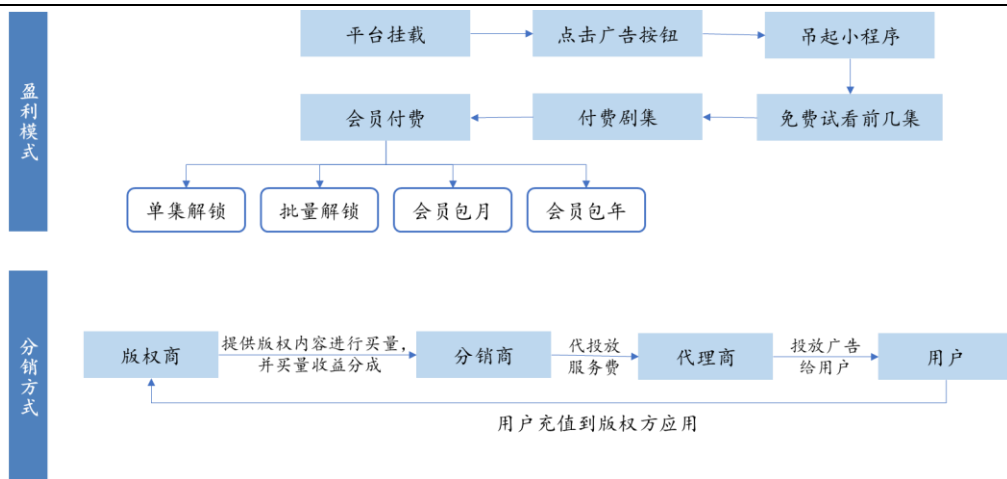 盈利模式
平台挂载
点击广告按钮
吊起小程序
会员付费
付费剧集
免费试看前几集
单集解锁
批量解锁
会员包月
会员包年
分销方式
版权商
提供版权内容进行买量，
并买量收益分成
分销商
代投放
服务费
代理商
投放广告
给用户
用户
用户充值到版权方应用